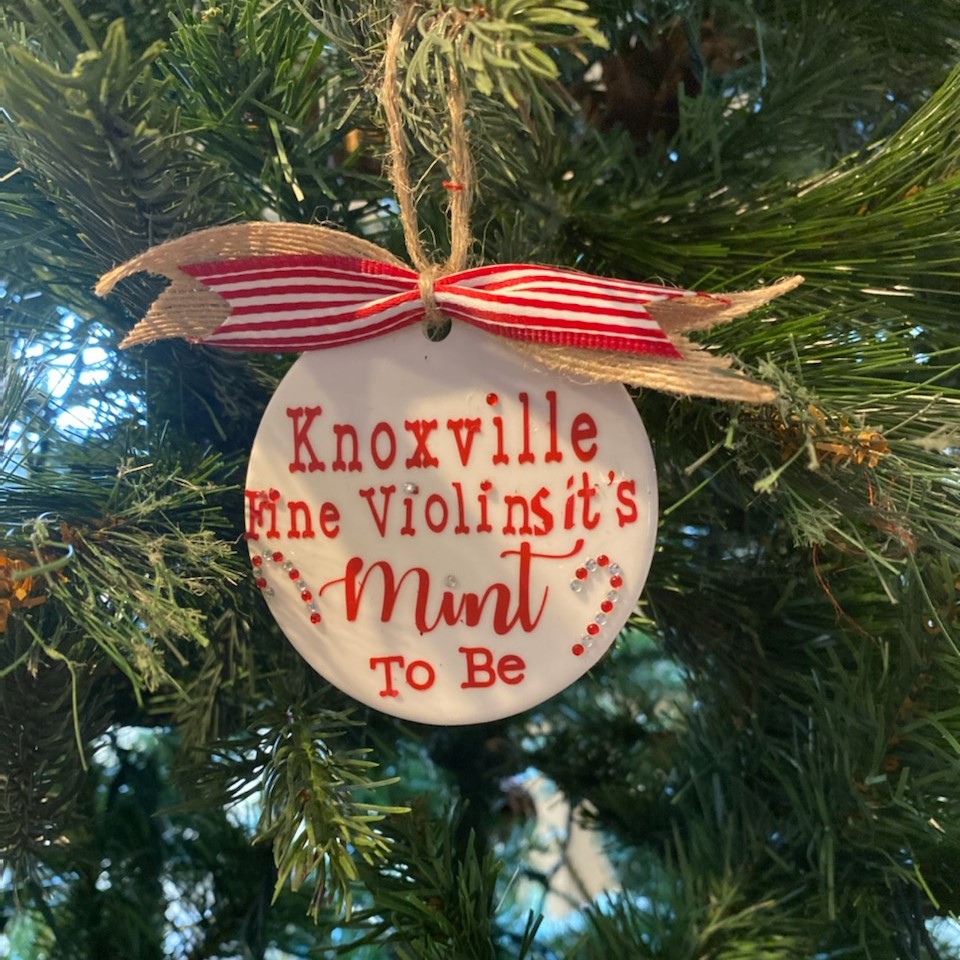 Knoxville
Fine Violins it's
Mint
To Be